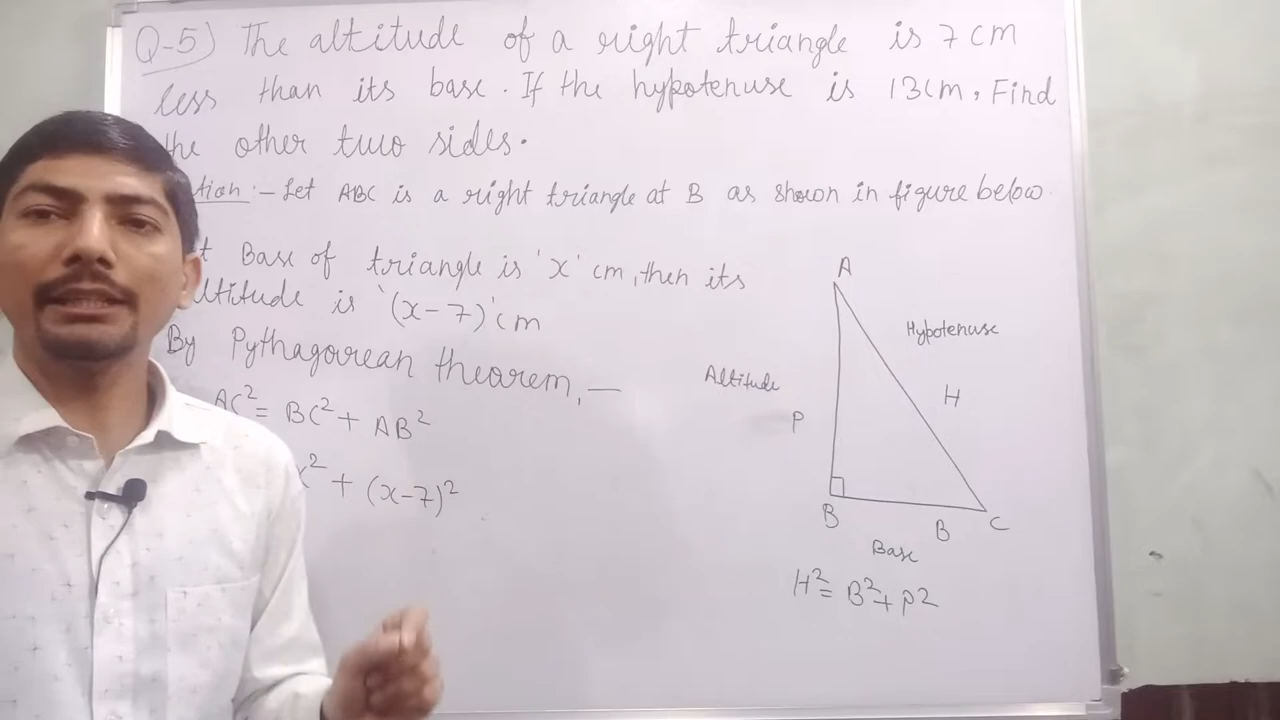 Q-5) The altitude of a right triangle is 7 cm
less than its base. If the hypotenuse is 13cm, Find
the other two sides.
tion :- Let ABC is a right triangle at B as shown in figure below.
t Base of triangle is 'x' cm, then its
ltitude is '(x-7)' cm
By Pythagorean theorem, —
AC² = BC² + AB²
x² + (x-7)²
A
Hypotenuse
Altitude
H
P
B
B
C
Base
H² = B² + P²